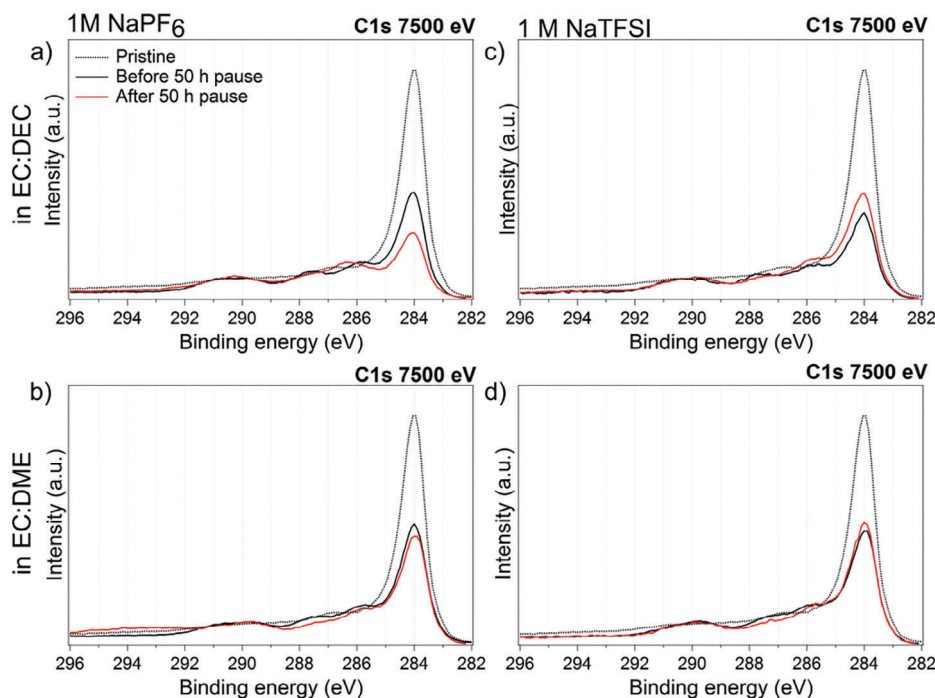 1M NaPF6
C1s 7500 eV
1 M NaTFSI
C1s 7500 eV
a)
Pristine
Before 50 h pause
After 50 h pause
c)
in EC:DEC
Intensity (a.u.)
Intensity (a.u.)
296 294 292 290 288 286 284 282
Binding energy (eV)
296 294 292 290 288 286 284 282
Binding energy (eV)
b)
C1s 7500 eV
d)
C1s 7500 eV
in EC:DME
Intensity (a.u.)
Intensity (a.u.)
296 294 292 290 288 286 284 282
Binding energy (eV)
296 294 292 290 288 286 284 282
Binding energy (eV)